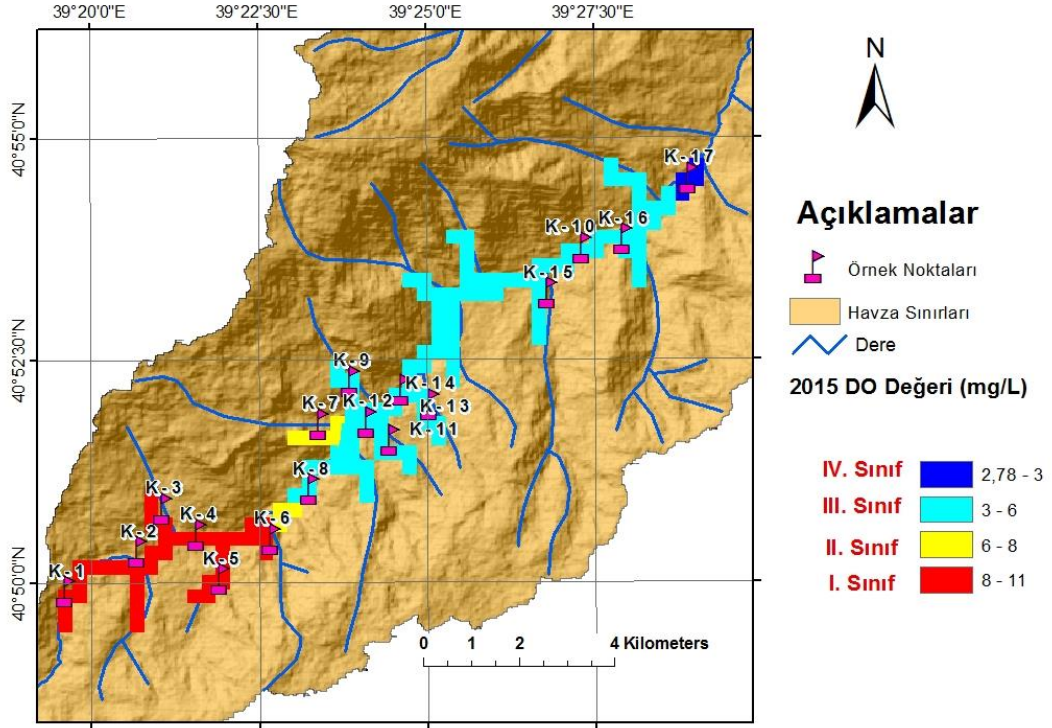 39°20'0"E 39°22'30"E 39°25'0"E 39°27'30"E
40°55'0"N
40°52'30"N
40°50'0"N
K-17
K-16
K-10
K-15
K-9
K-14
K-12
K-13
K-7
K-11
K-8
K-3
K-4
K-6
K-2
K-5
K-1
0 1 2 4 Kilometers
N
Açıklamalar
Örnek Noktaları
Havza Sınırları
Dere
2015 DO Değeri (mg/L)
IV. Sınıf 2,78 - 3
III. Sınıf 3 - 6
II. Sınıf 6 - 8
I. Sınıf 8 - 11